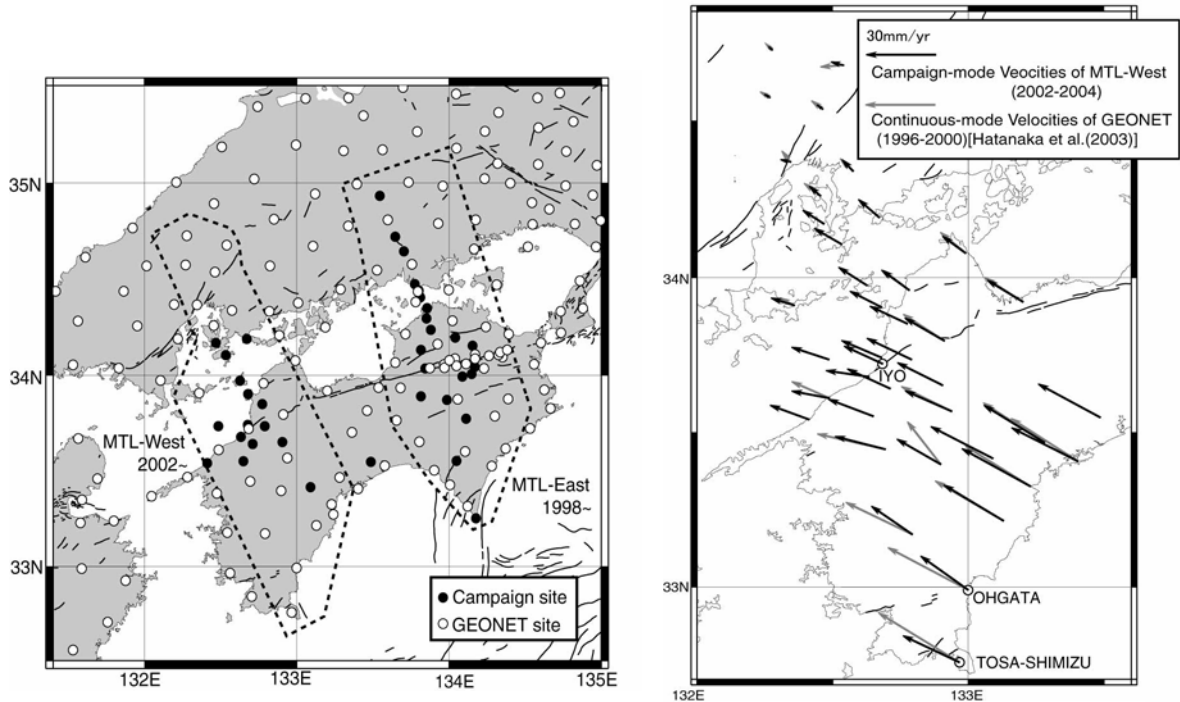 35N
34N
33N
132E
133E
134E
135E
MTL-West
2002~
MTL-East
1998~
Campaign site
GEONET site
30mm/yr
Campaign-mode Veocities of MTL-West
(2002-2004)
Continuous-mode Velocities of GEONET
(1996-2000)[Hatanaka et al.(2003)]
34N
33N
132E
133E
IYO
OHGATA
TOSA-SHIMIZU